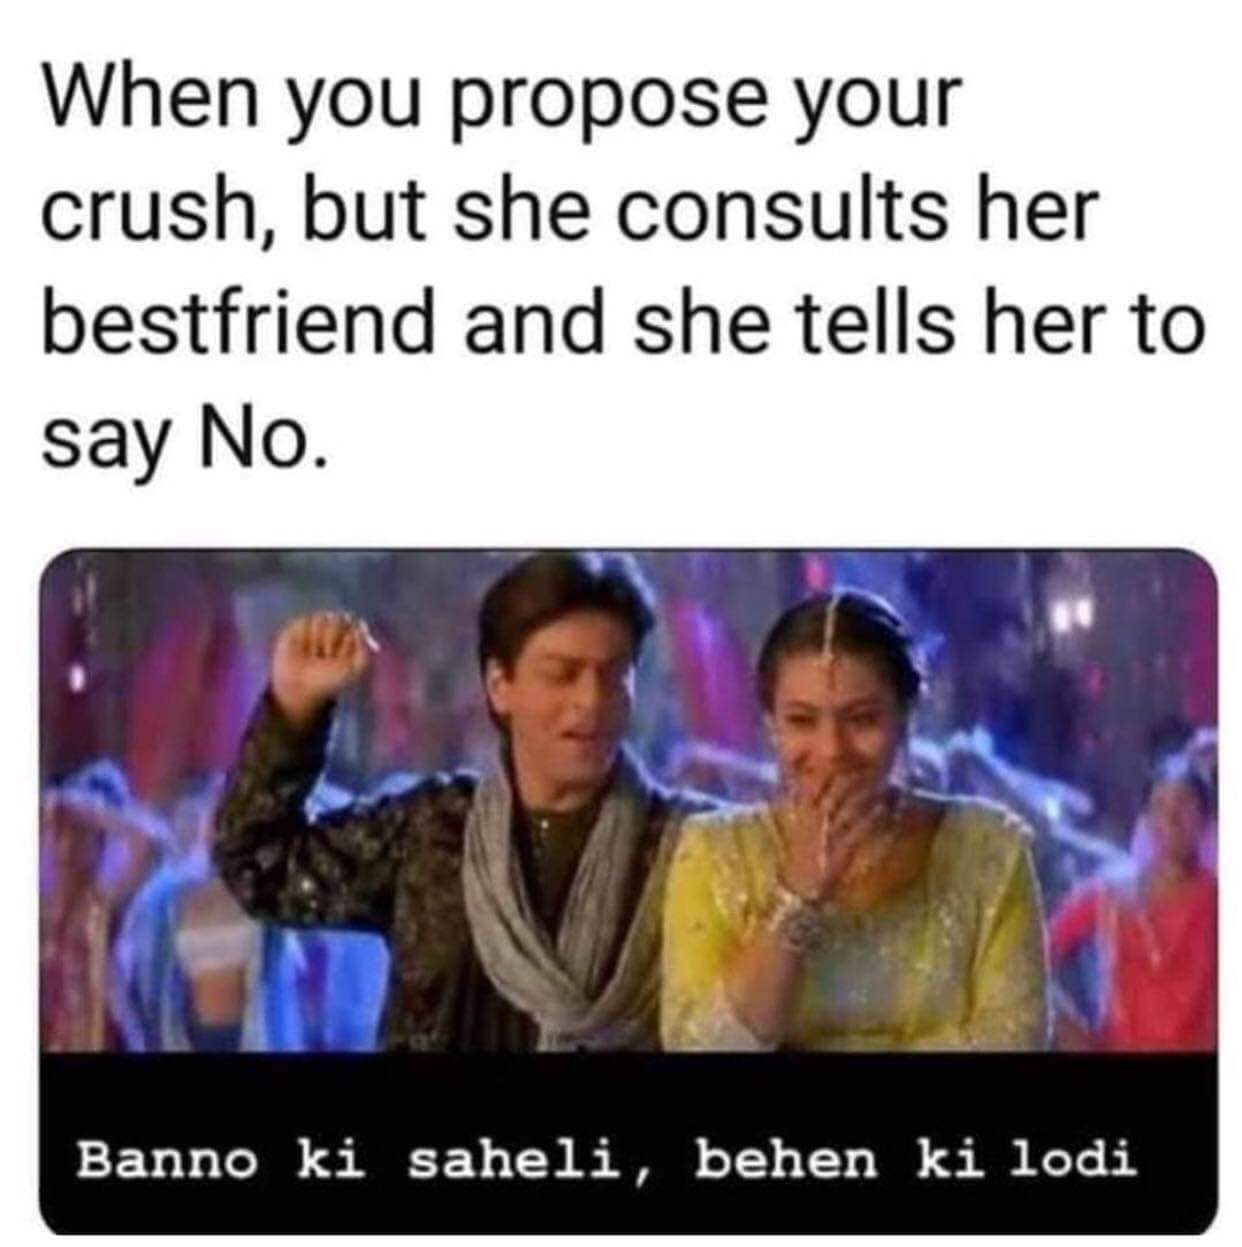 When you propose your
crush, but she consults her
bestfriend and she tells her to
say No.
Banno ki saheli, behen ki lodi